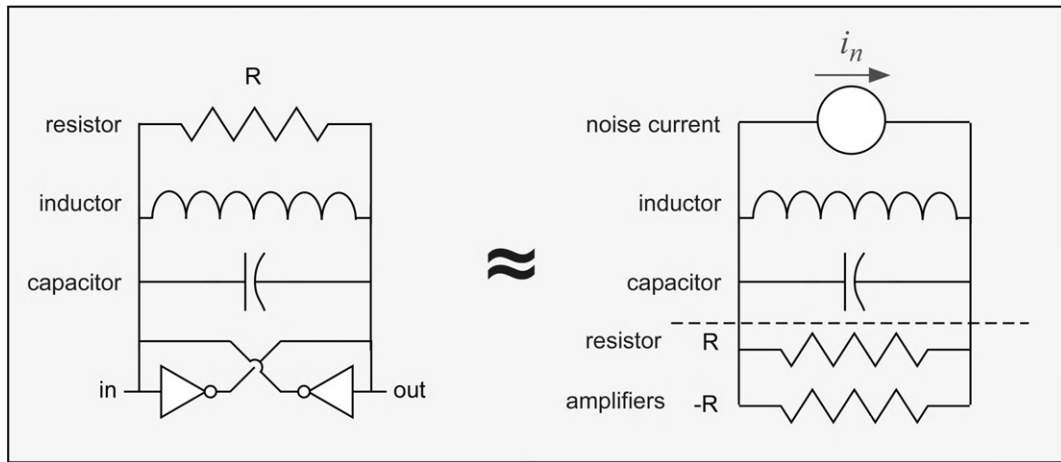 R
resistor
inductor
capacitor
in
out
≈
i_n
noise current
inductor
capacitor
resistor R
amplifiers -R